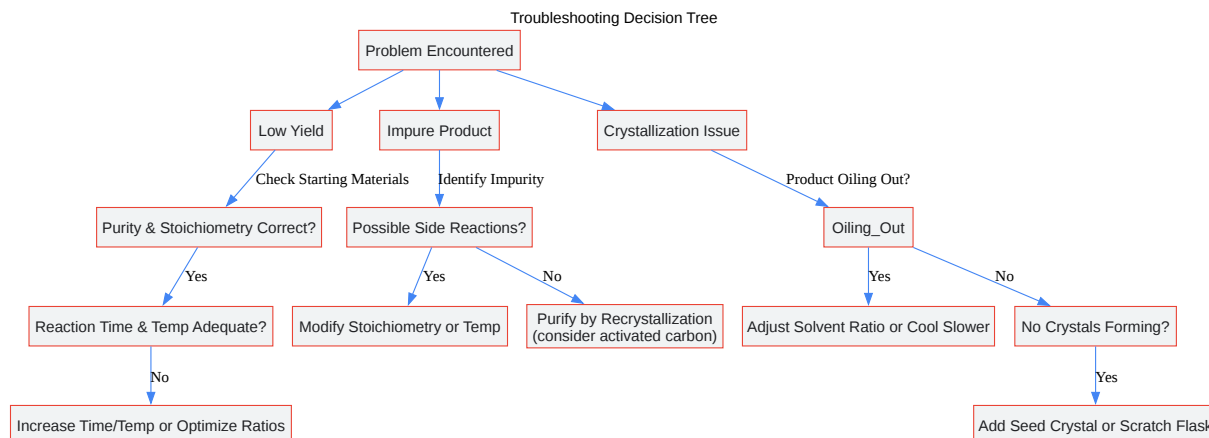 Troubleshooting Decision Tree
Problem Encountered
Low Yield
Impure Product
Crystallization Issue
Check Starting Materials
Identify Impurity
Product Oiling Out?
Purity & Stoichiometry Correct?
Possible Side Reactions?
Oiling_Out
Yes
Yes
No
Yes
No
Reaction Time & Temp Adequate?
Modify Stoichiometry or Temp
Purify by Recrystallization
(consider activated carbon)
Adjust Solvent Ratio or Cool Slower
No Crystals Forming?
No
Yes
Increase Time/Temp or Optimize Ratios
Add Seed Crystal or Scratch Flask